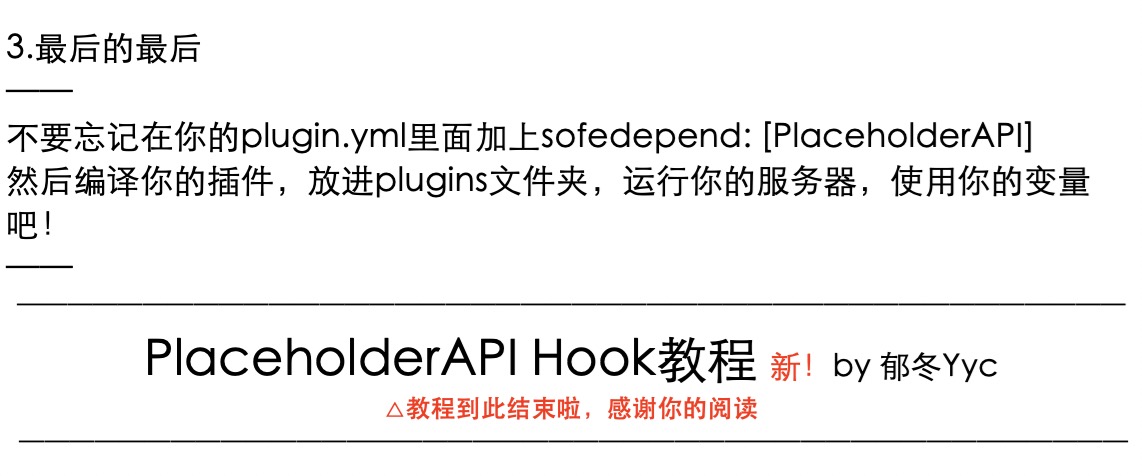 3.最后的最后
——
不要忘记在你的plugin.yml里面加上sofedepend: [PlaceholderAPI]
然后编译你的插件，放进plugins文件夹，运行你的服务器，使用你的变量
吧！
——
PlaceholderAPI Hook教程 新！ by 郁冬Yyc
△教程到此结束啦，感谢你的阅读